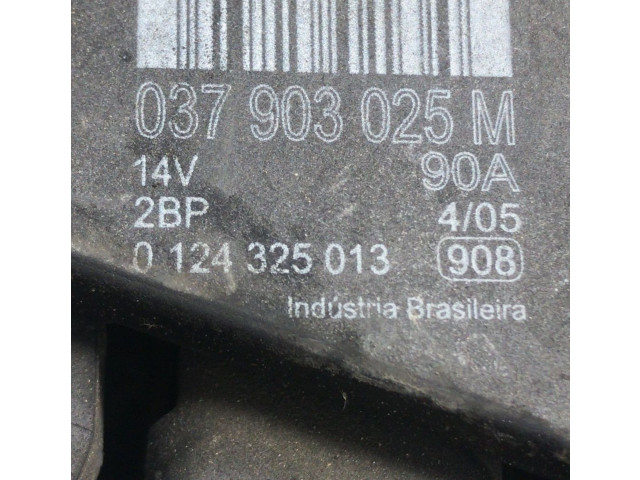 037 903 025 M
14V 90A
2BP 4/05
0 124 325 013 908
Indústria Brasileira